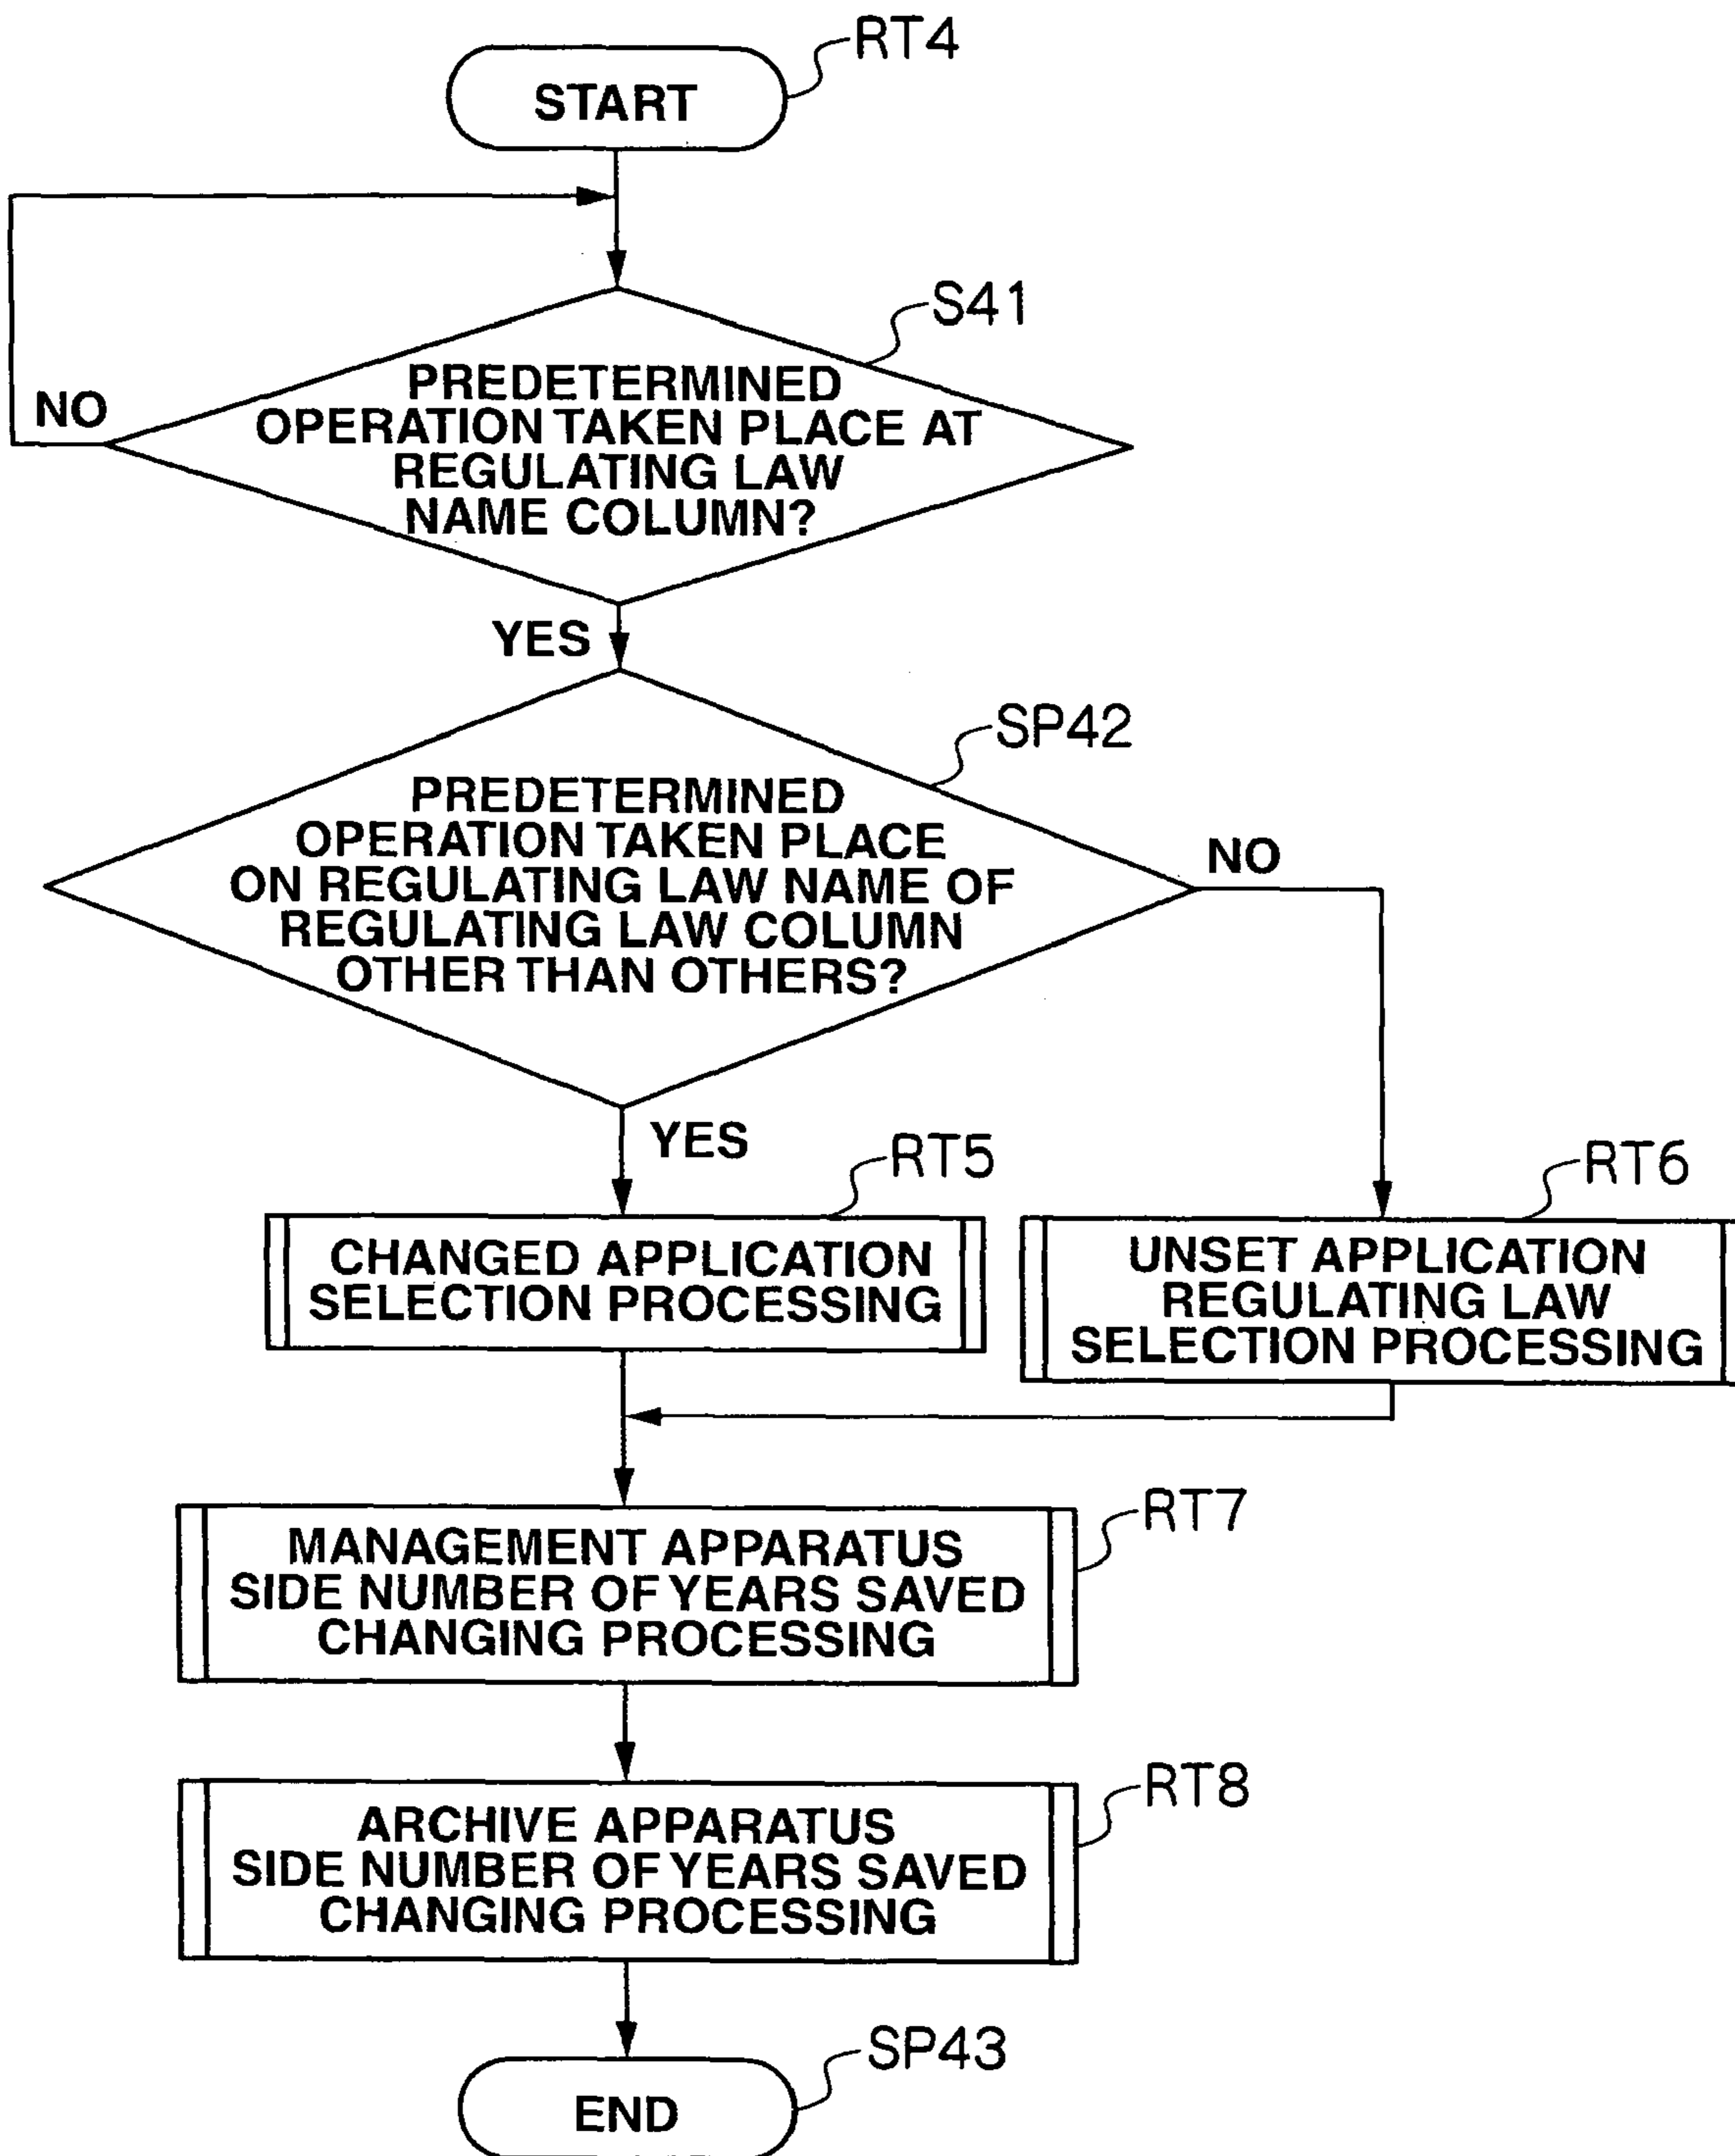 RT4
START
S41
PREDETERMINED
OPERATION TAKEN PLACE AT
REGULATING LAW
NAME COLUMN?
NO
YES
SP42
PREDETERMINED
OPERATION TAKEN PLACE
ON REGULATING LAW NAME OF
REGULATING LAW COLUMN
OTHER THAN OTHERS?
NO
YES
RT5
CHANGED APPLICATION
SELECTION PROCESSING
RT6
UNSET APPLICATION
REGULATING LAW
SELECTION PROCESSING
RT7
MANAGEMENT APPARATUS
SIDE NUMBER OF YEARS SAVED
CHANGING PROCESSING
RT8
ARCHIVE APPARATUS
SIDE NUMBER OF YEARS SAVED
CHANGING PROCESSING
SP43
END